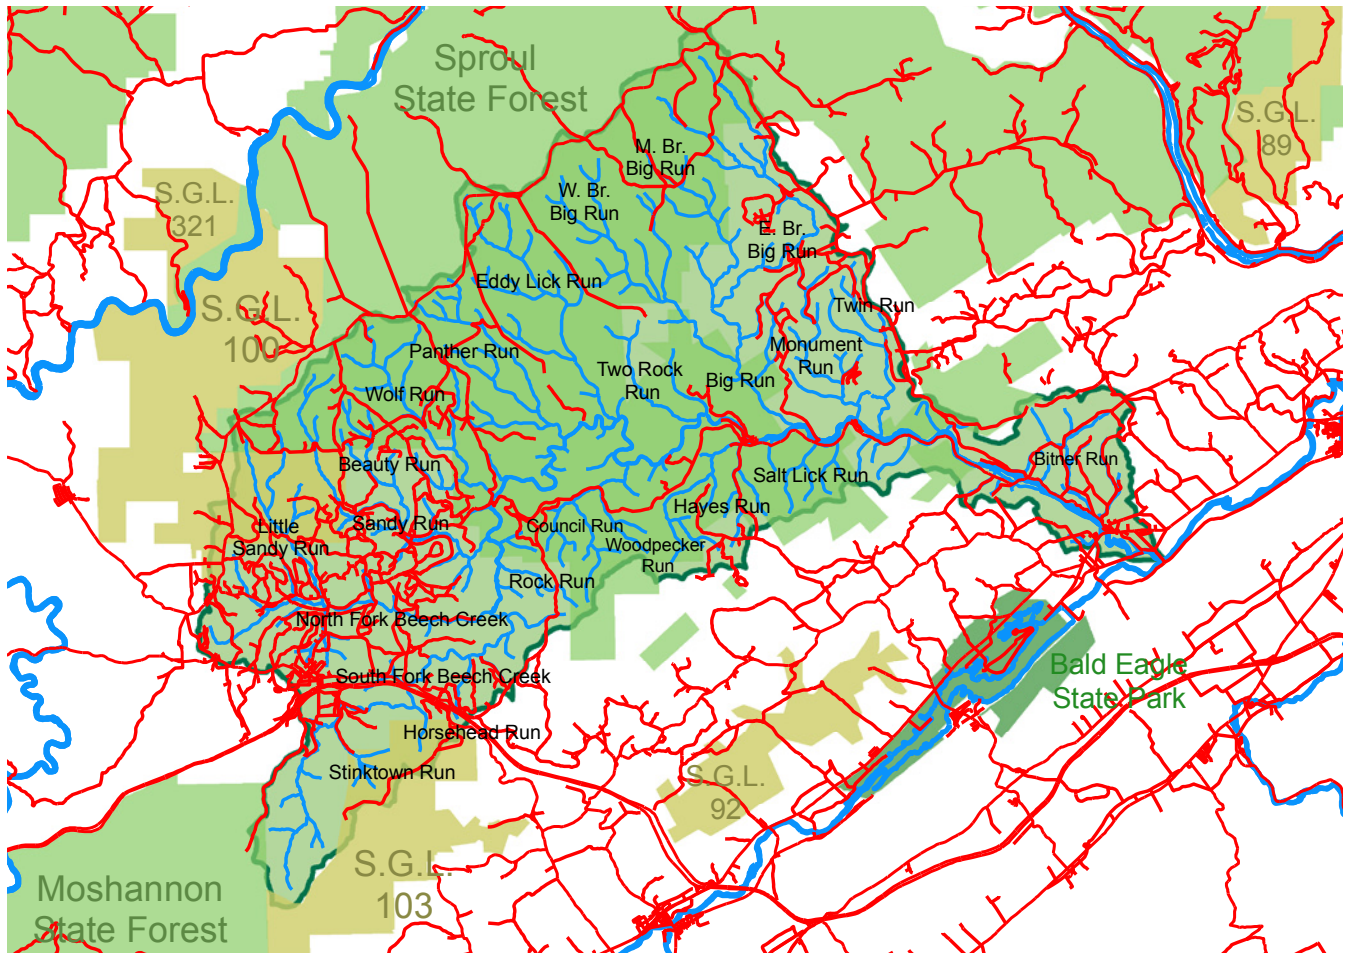 Sproul
State Forest
S.G.L.
89
M. Br.
Big Run
S.G.L.
321
W. Br.
Big Run
E. Br.
Big Run
Eddy Lick Run
Twin Run
S.G.L.
100
Panther Run
Monument
Run
Two Rock
Run
Big Run
Wolf Run
Beauty Run
Bitner Run
Salt Lick Run
Hayes Run
Little
Sandy Run
Sandy Run
Council Run
Woodpecker
Run
Rock Run
North Fork Beech Creek
South Fork Beech Creek
Bald Eagle
State Park
Horsehead Run
Stinktown Run
S.G.L.
92
S.G.L.
103
Moshannon
State Forest